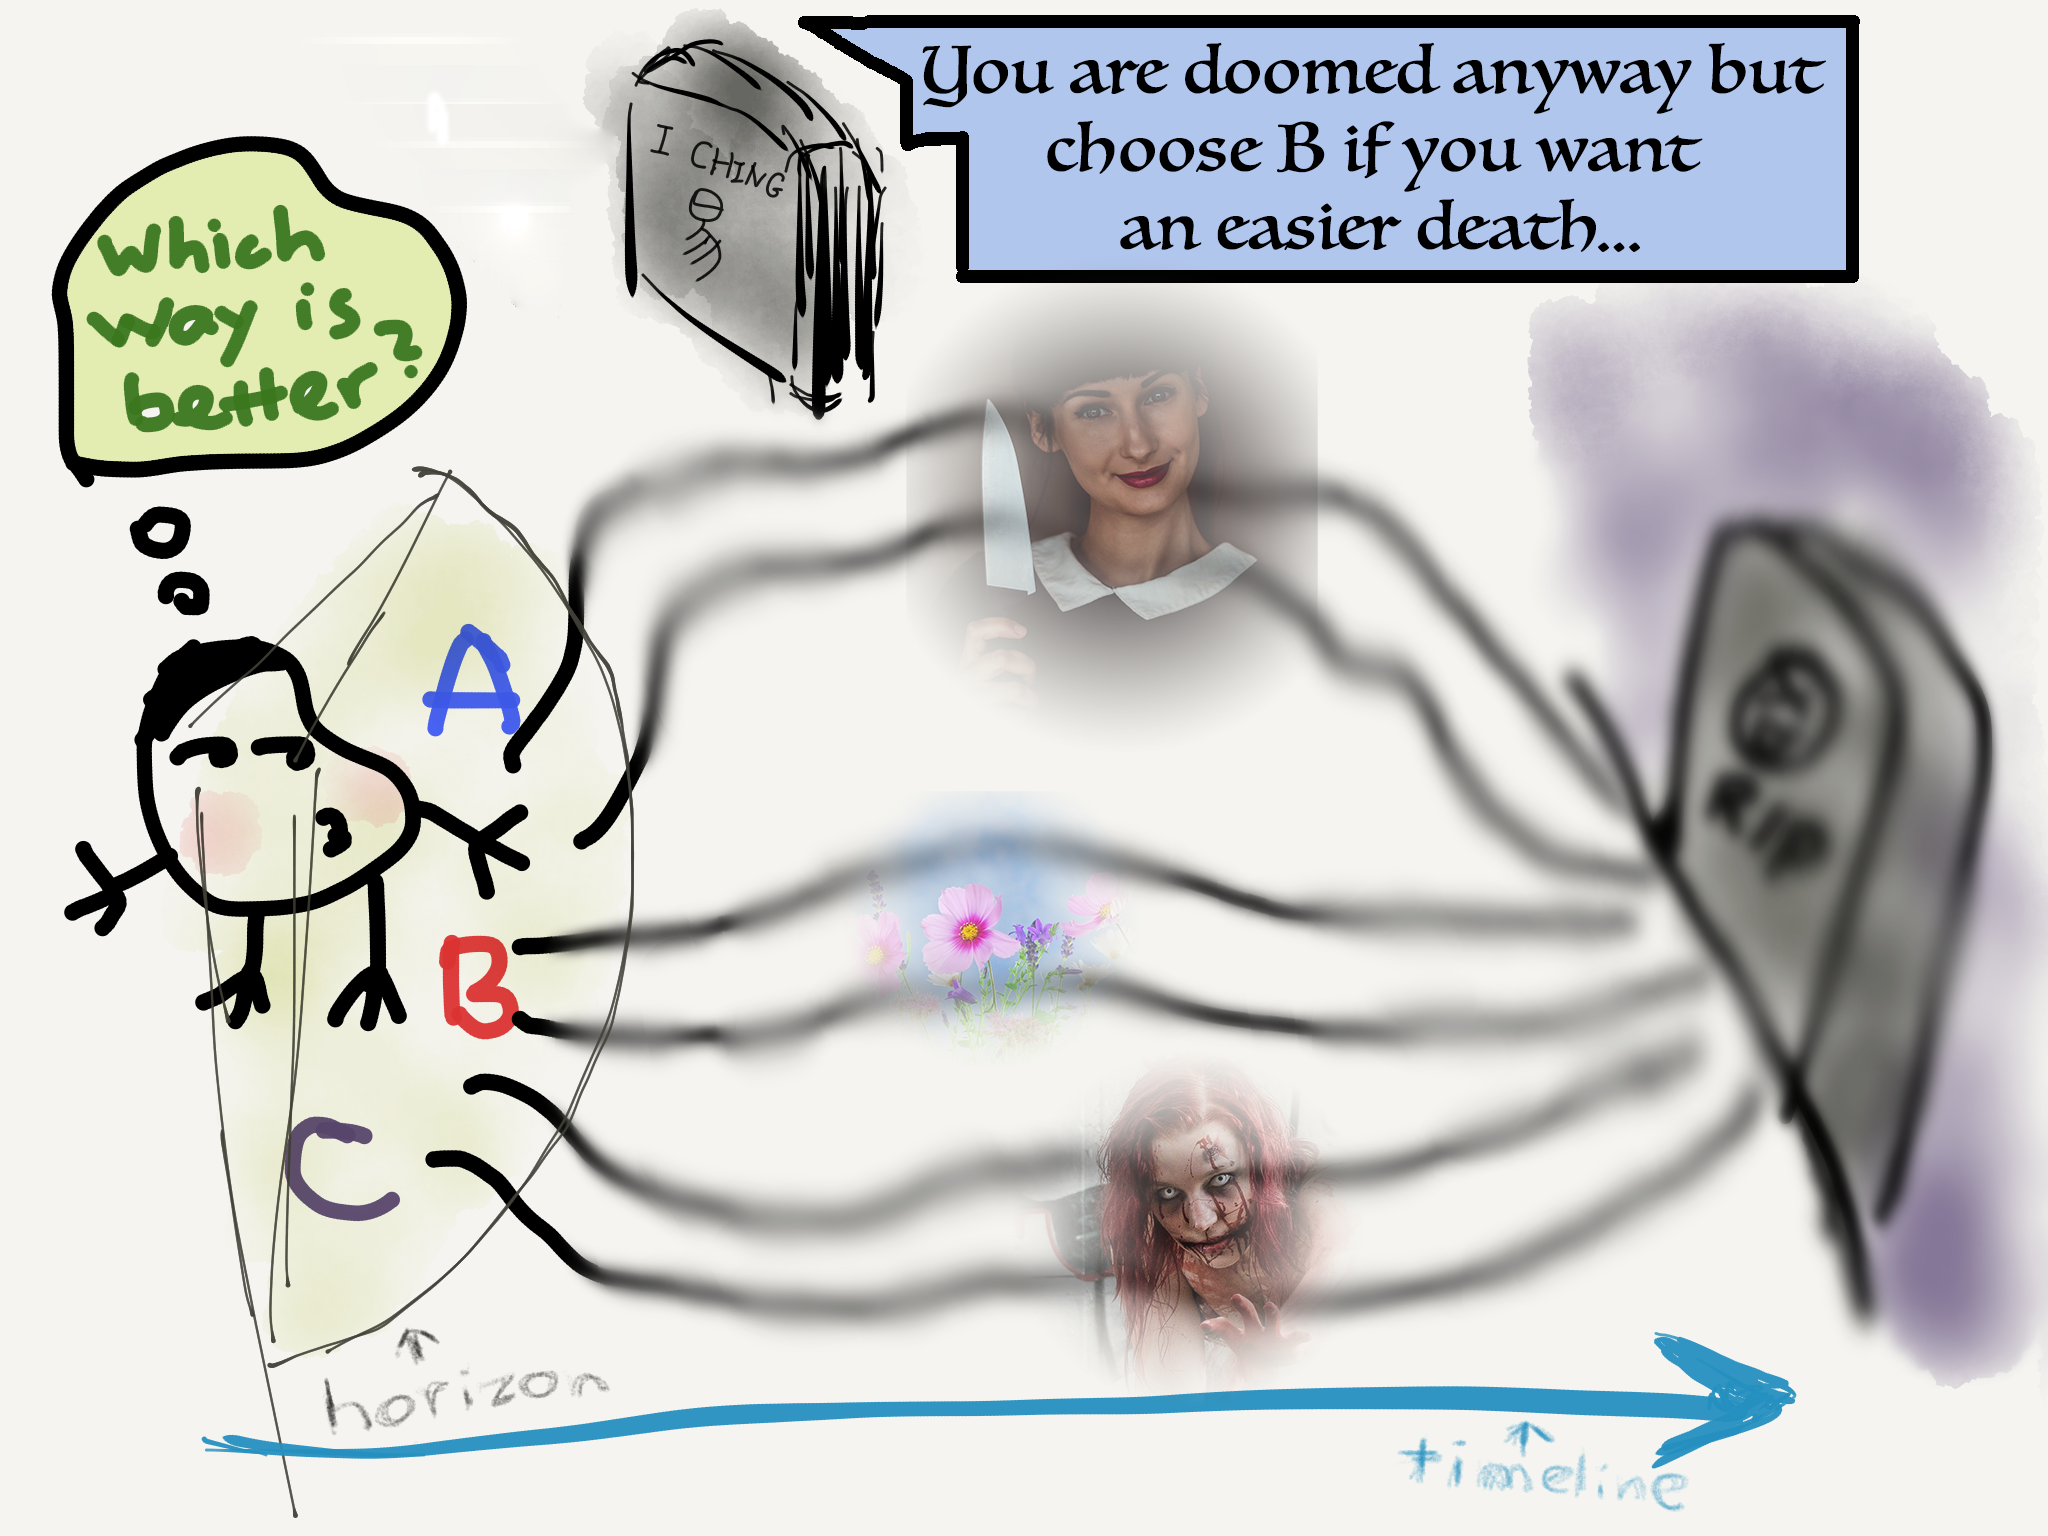 You are doomed anyway but
choose B if you want
an easier death...
I CHING
Which
way is
better?
A
B
C
RIP
horizon
timeline